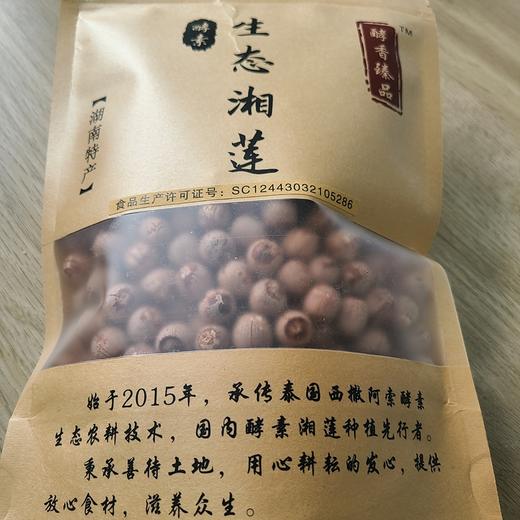 酵素
生态湘莲
酵香臻品
TM
【湖南特产】
食品生产许可证号：SC12443032105286
始于2015年，承传泰国西撒阿索酵素
生态农耕技术，国内酵素湘莲种植先行者。
秉承善待土地，用心耕耘的发心，提供
放心食材，滋养众生。